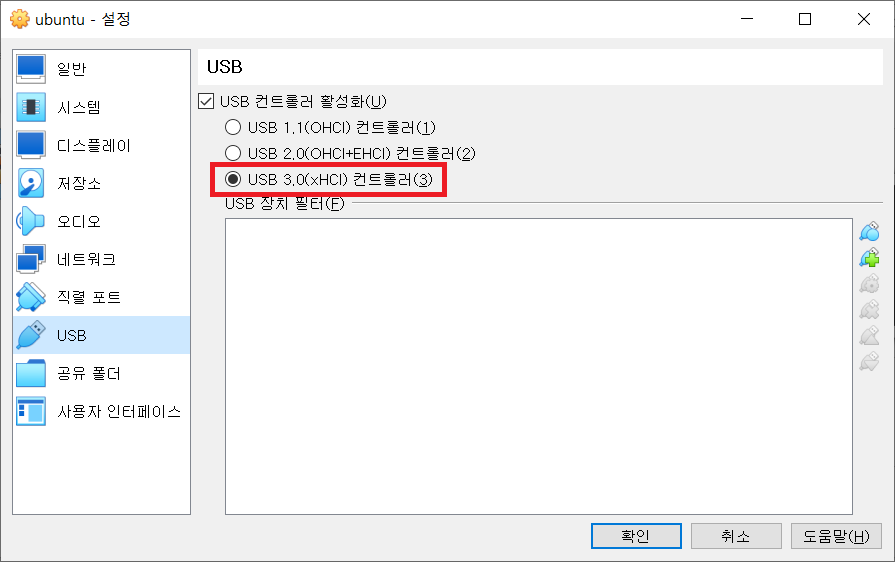 ubuntu - 설정
일반
시스템
디스플레이
저장소
오디오
네트워크
직렬 포트
USB
공유 폴더
사용자 인터페이스
USB
USB 컨트롤러 활성화(U)
USB 1.1(OHCI) 컨트롤러(1)
USB 2.0(OHCI+EHCI) 컨트롤러(2)
USB 3.0(xHCI) 컨트롤러(3)
USB 장치 필터(F)
확인
취소
도움말(H)